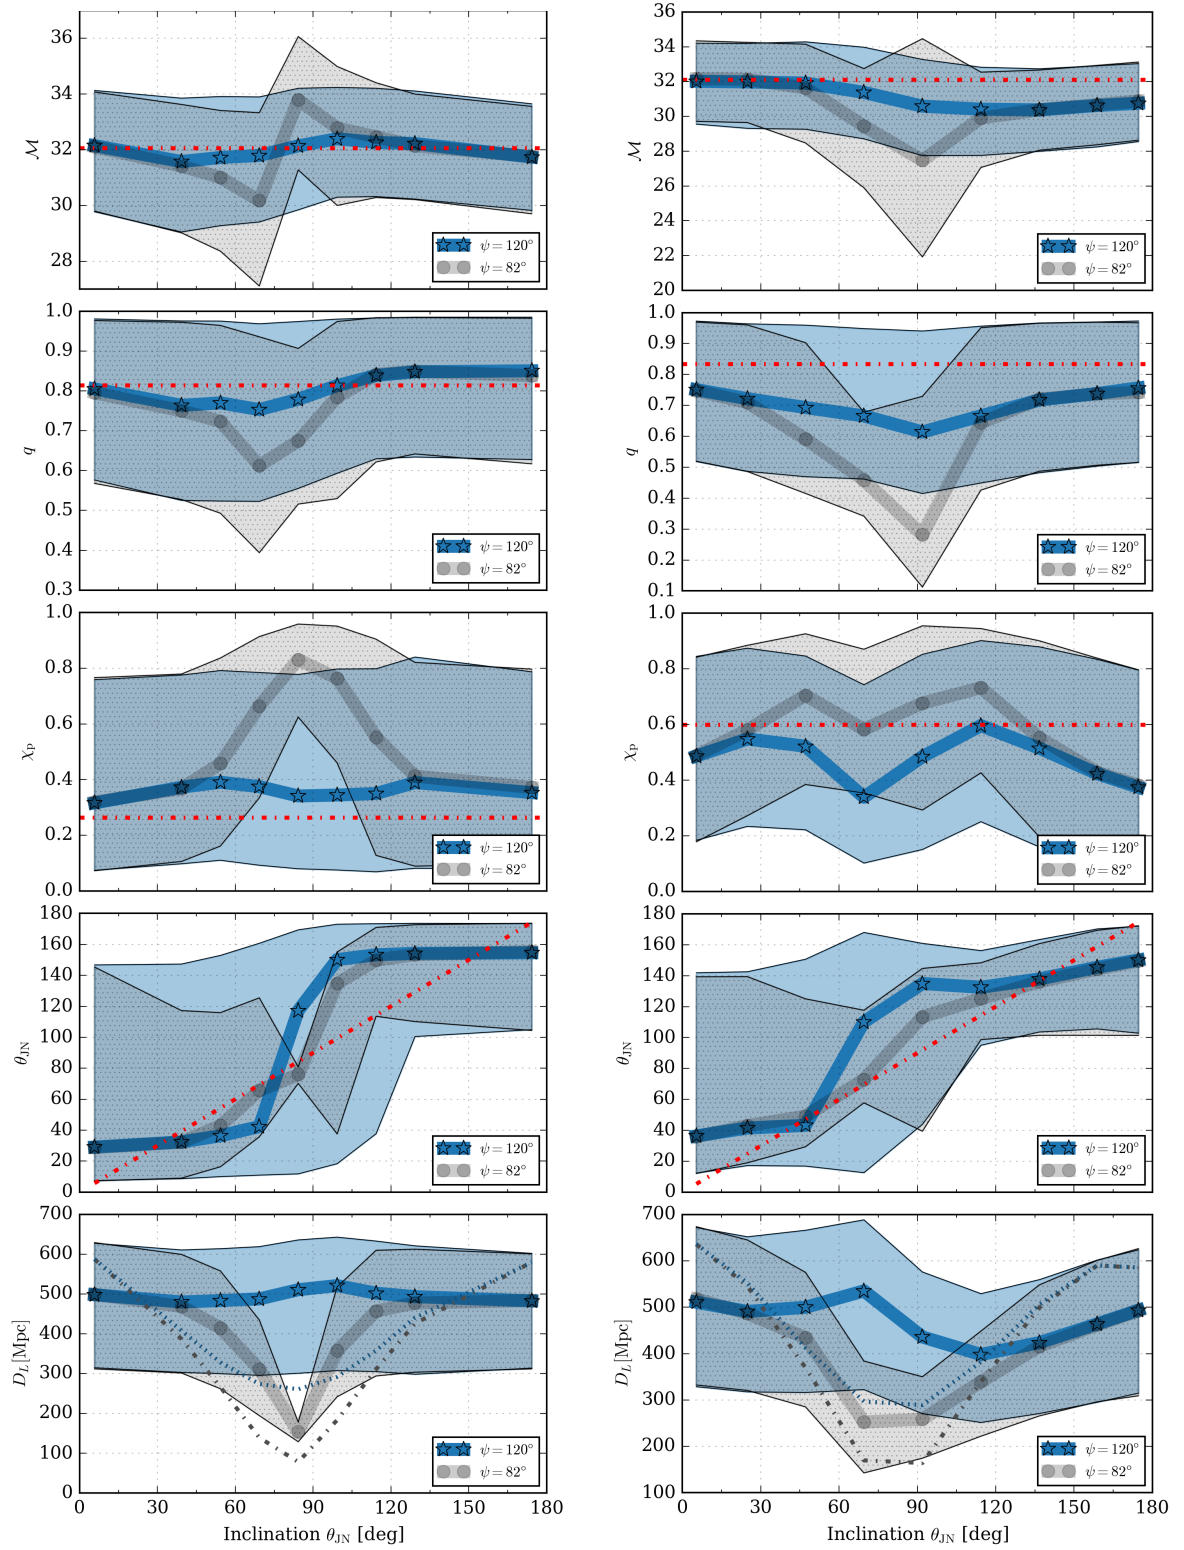 36
34
32
30
28
ℳ
ψ = 120°
ψ = 82°
36
34
32
30
28
26
24
22
20
ℳ
ψ = 120°
ψ = 82°
1.0
0.9
0.8
0.7
0.6
0.5
0.4
0.3
q
ψ = 120°
ψ = 82°
1.0
0.9
0.8
0.7
0.6
0.5
0.4
0.3
0.2
0.1
q
ψ = 120°
ψ = 82°
1.0
0.8
0.6
0.4
0.2
0.0
χp
ψ = 120°
ψ = 82°
1.0
0.8
0.6
0.4
0.2
0.0
χp
ψ = 120°
ψ = 82°
180
160
140
120
100
80
60
40
20
0
θJN
ψ = 120°
ψ = 82°
180
160
140
120
100
80
60
40
20
0
θJN
ψ = 120°
ψ = 82°
700
600
500
400
300
200
100
0
DL [Mpc]
ψ = 120°
ψ = 82°
0 30 60 90 120 150 180
Inclination θJN [deg]
700
600
500
400
300
200
100
DL [Mpc]
ψ = 120°
ψ = 82°
0 30 60 90 120 150 180
Inclination θJN [deg]